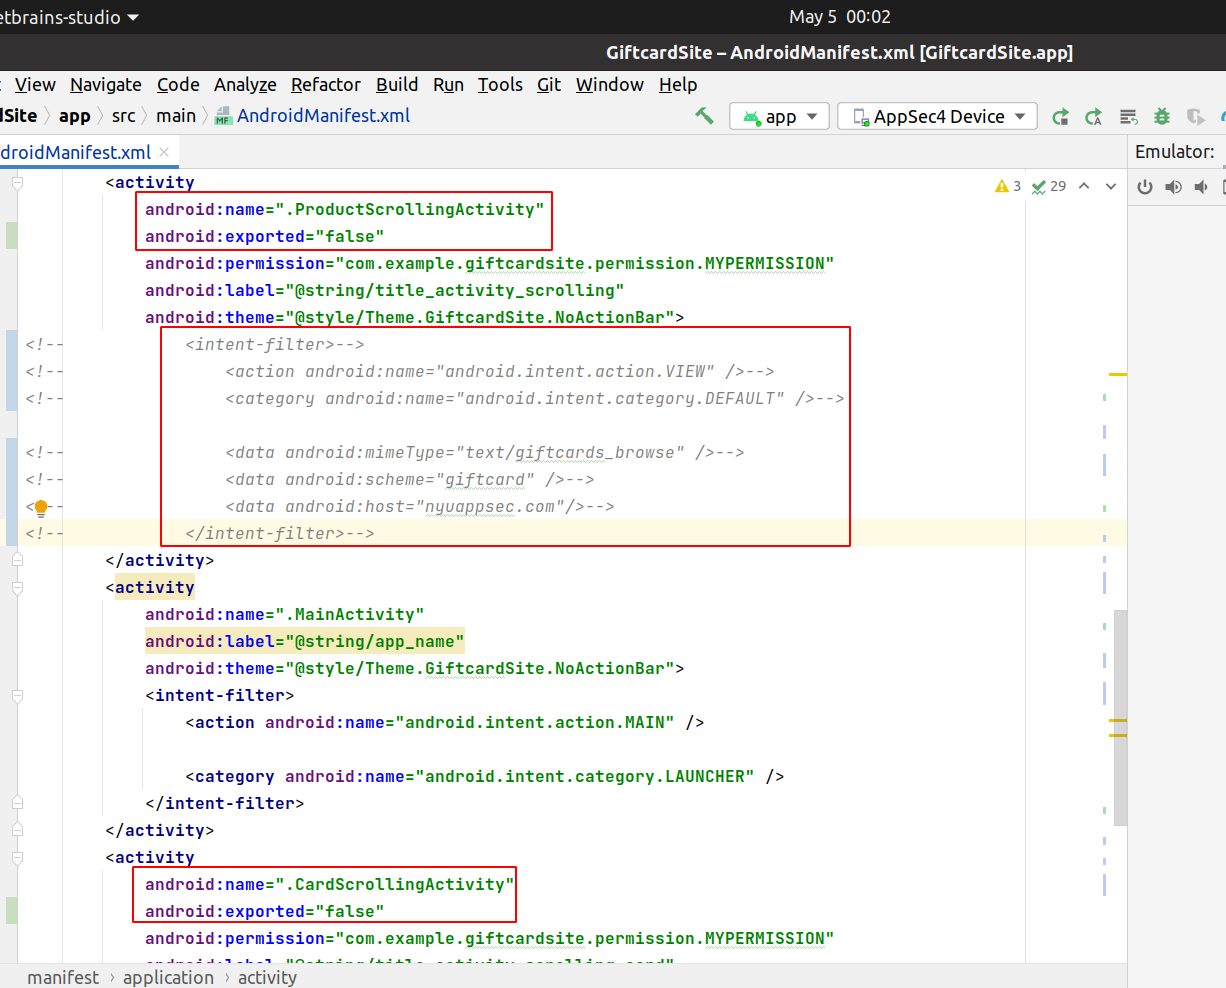 etbrains-studio
May 5 00:02
GiftcardSite – AndroidManifest.xml [GiftcardSite.app]
View Navigate Code Analyze Refactor Build Run Tools Git Window Help
dSite app src main AndroidManifest.xml app AppSec4 Device
droidManifest.xml Emulator:
<activity 3 29
android:name=".ProductScrollingActivity"
android:exported="false"
android:permission="com.example.giftcardsite.permission.MYPERMISSION"
android:label="@string/title_activity_scrolling"
android:theme="@style/Theme.GiftcardSite.NoActionBar">
<!-- <intent-filter>-->
<!-- <action android:name="android.intent.action.VIEW" />-->
<!-- <category android:name="android.intent.category.DEFAULT" />-->
<!-- <data android:mimeType="text/giftcards_browse" />-->
<!-- <data android:scheme="giftcard" />-->
<!-- <data android:host="nyuappsec.com"/>-->
<!-- </intent-filter>-->
</activity>
<activity
android:name=".MainActivity"
android:label="@string/app_name"
android:theme="@style/Theme.GiftcardSite.NoActionBar">
<intent-filter>
<action android:name="android.intent.action.MAIN" />
<category android:name="android.intent.category.LAUNCHER" />
</intent-filter>
</activity>
<activity
android:name=".CardScrollingActivity"
android:exported="false"
android:permission="com.example.giftcardsite.permission.MYPERMISSION"
android:label="@string/title_activity_scrolling_card"
manifest › application › activity